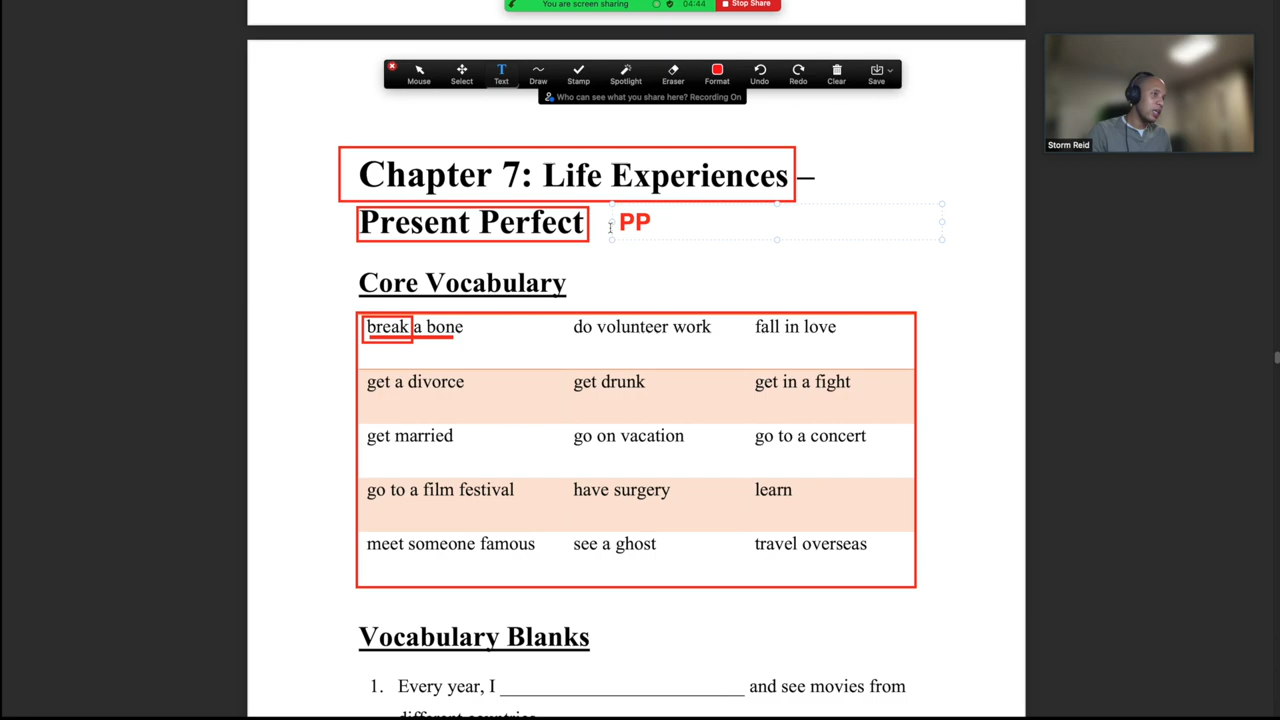 You are screen sharing 04:44 Stop Share
Mouse Select Text Draw Stamp Spotlight Eraser Format Undo Redo Clear Save
Who can see what you share here? Recording On
Storm Reid
Chapter 7: Life Experiences –
Present Perfect PP
Core Vocabulary
break a bone do volunteer work fall in love
get a divorce get drunk get in a fight
get married go on vacation go to a concert
go to a film festival have surgery learn
meet someone famous see a ghost travel overseas
Vocabulary Blanks
1. Every year, I __________________________ and see movies from
different countries.